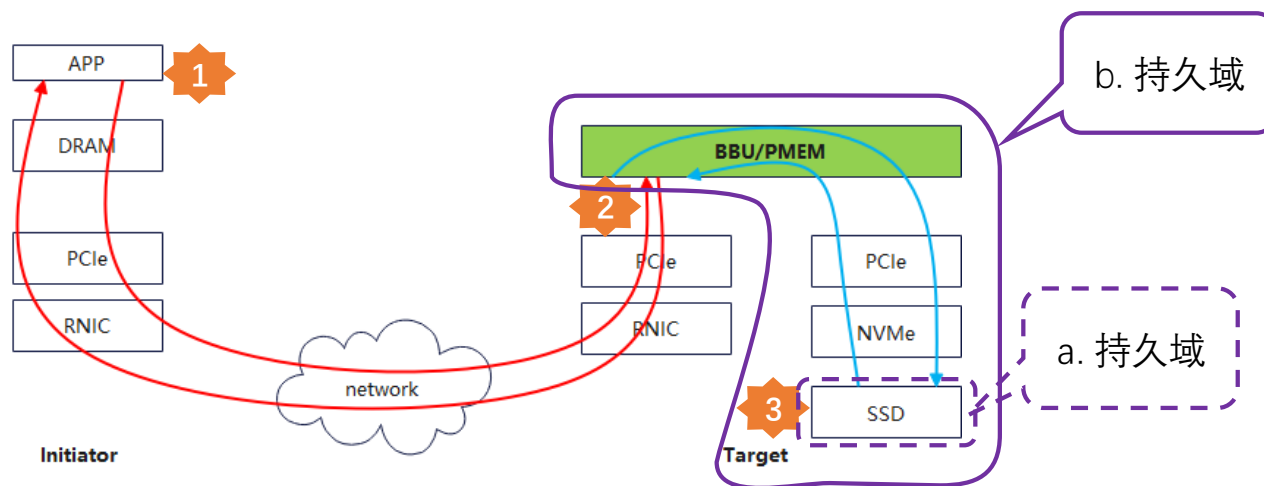 APP
1
DRAM
PCIe
RNIC
network
Initiator
BBU/PMEM
2
PCIe
RNIC
PCIe
NVMe
3
SSD
Target
b. 持久域
a. 持久域